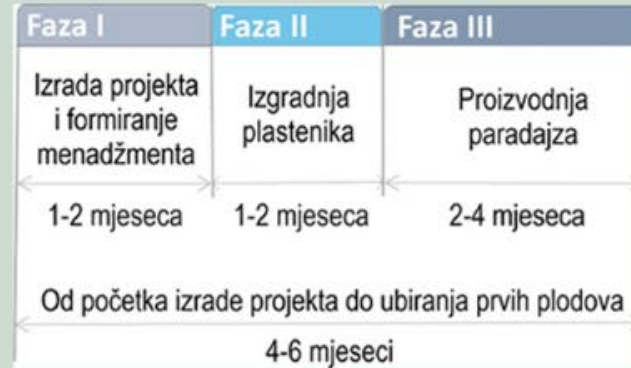 Faza I
Faza II
Faza III
Izrada projekta
i formiranje
menadžmenta
Izgradnja
plastenika
Proizvodnja
paradajza
1-2 mjeseca
1-2 mjeseca
2-4 mjeseca
Od početka izrade projekta do ubiranja prvih plodova
4-6 mjeseci